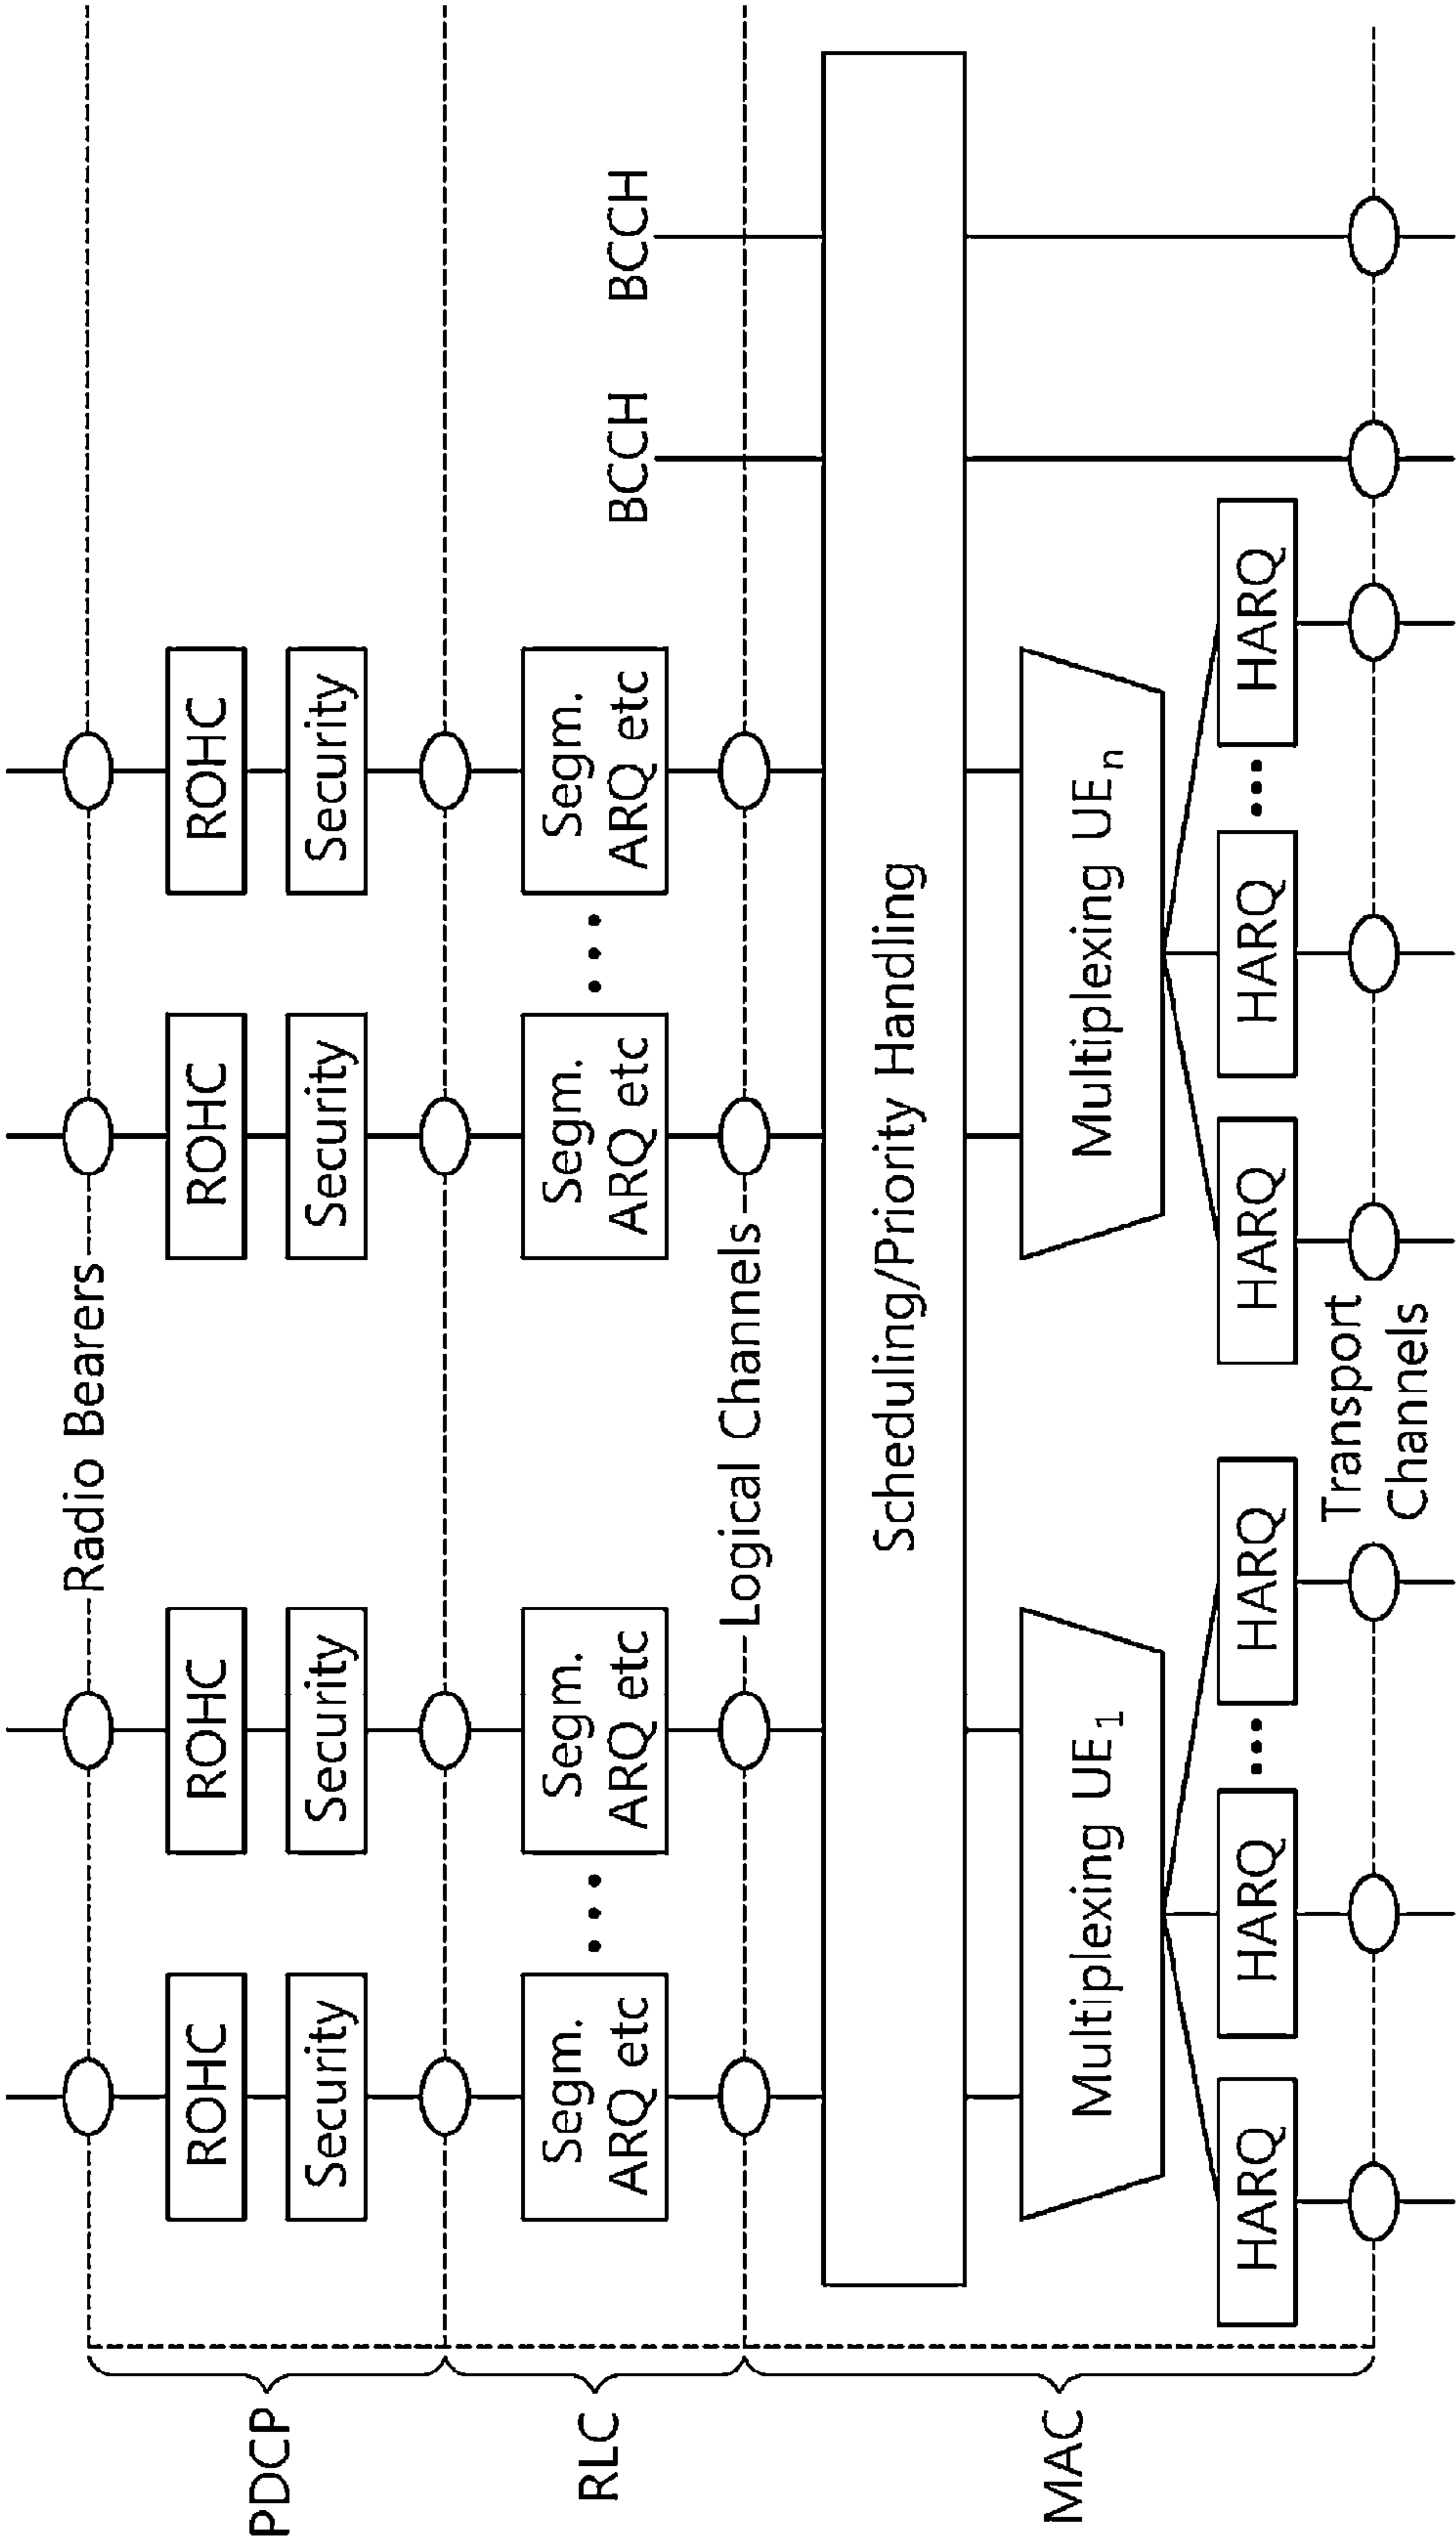 Radio Bearers
PDCP
ROHC
ROHC
ROHC
ROHC
Security
Security
Security
Security
RLC
Segm.
ARQ etc
...
Segm.
ARQ etc
Segm.
ARQ etc
...
Segm.
ARQ etc
BCCH
BCCH
Logical Channels
MAC
Scheduling/Priority Handling
Multiplexing UE1
Multiplexing UEn
HARQ
HARQ
...
HARQ
HARQ
HARQ
...
HARQ
Transport
Channels